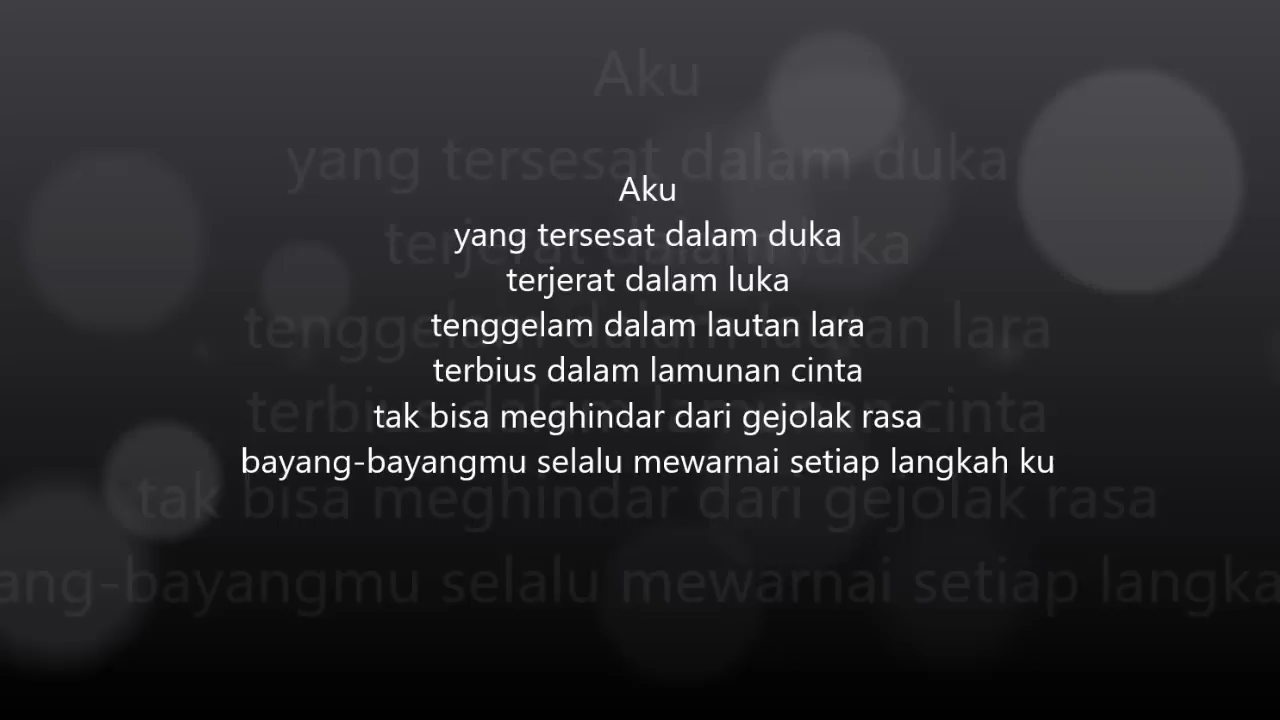 Aku
yang tersesat dalam duka
terjerat dalam luka
tenggelam dalam lautan lara
terbius dalam lamunan cinta
tak bisa meghindar dari gejolak rasa
bayang-bayangmu selalu mewarnai setiap langkah ku